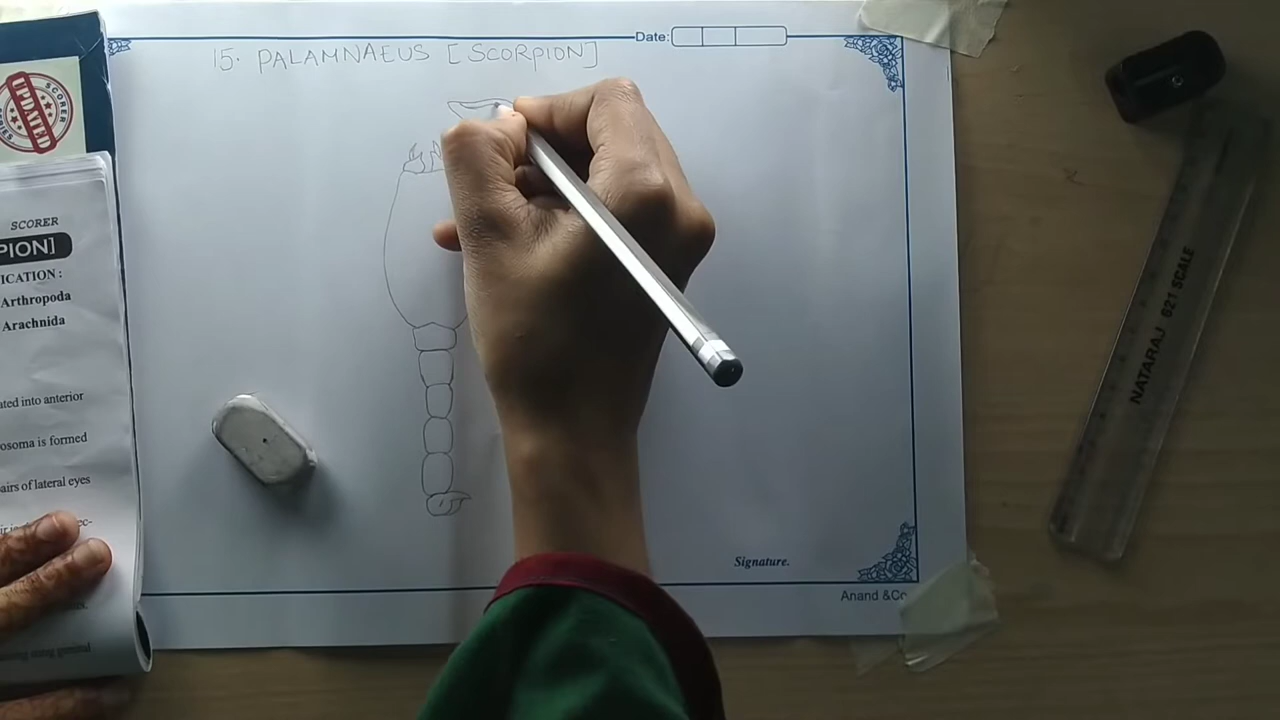 Date:
15. PALAMNAEUS [SCORPION]
UPDATED
SCORER
SCORER
PION]
ICATION :
Arthropoda
Arachnida
ated into anterior
osoma is formed
airs of lateral eyes
NATARAJ 621 SCALE
Signature.
Anand &Co